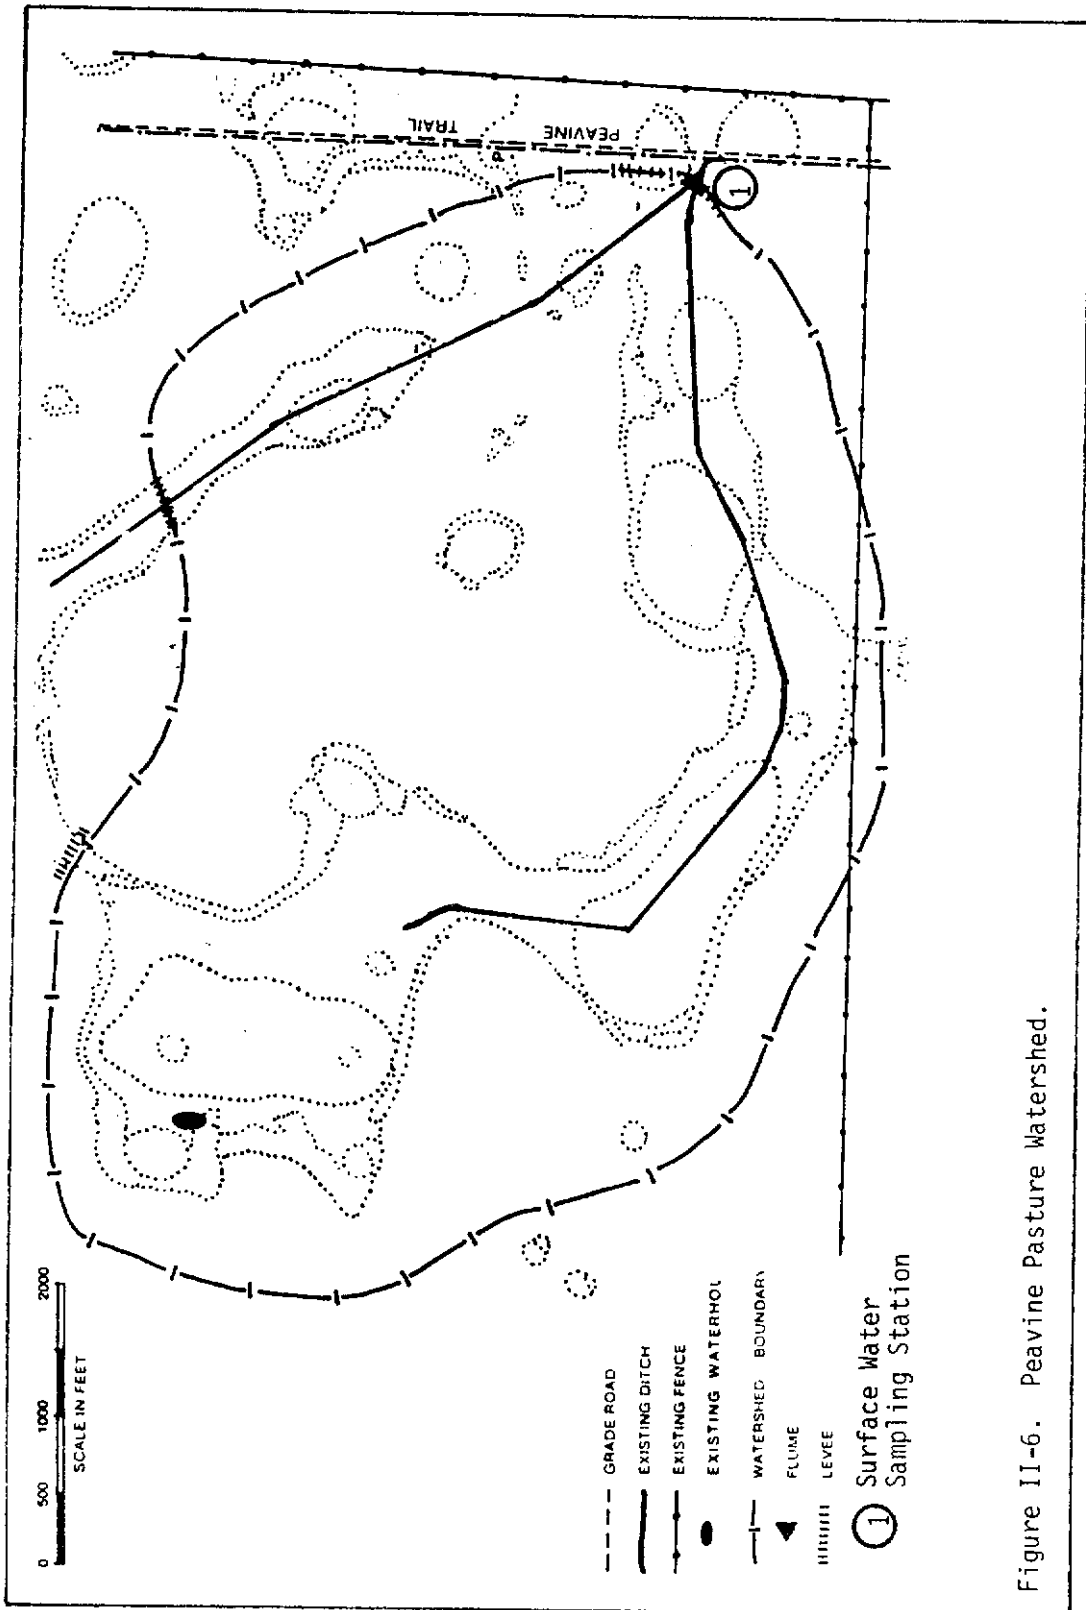 PEAVINE TRAIL
1
0 500 1000 2000
SCALE IN FEET
GRADE ROAD
EXISTING DITCH
EXISTING FENCE
EXISTING WATERHOL
WATERSHED BOUNDARY
FLUME
LEVEE
1 Surface Water
Sampling Station
Figure II-6. Peavine Pasture Watershed.